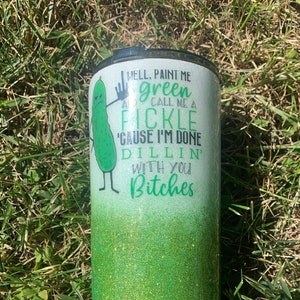 WELL, PAINT ME
green
AND CALL ME A
PICKLE
'CAUSE I'M DONE
DILLIN'
WITH YOU
Bitches